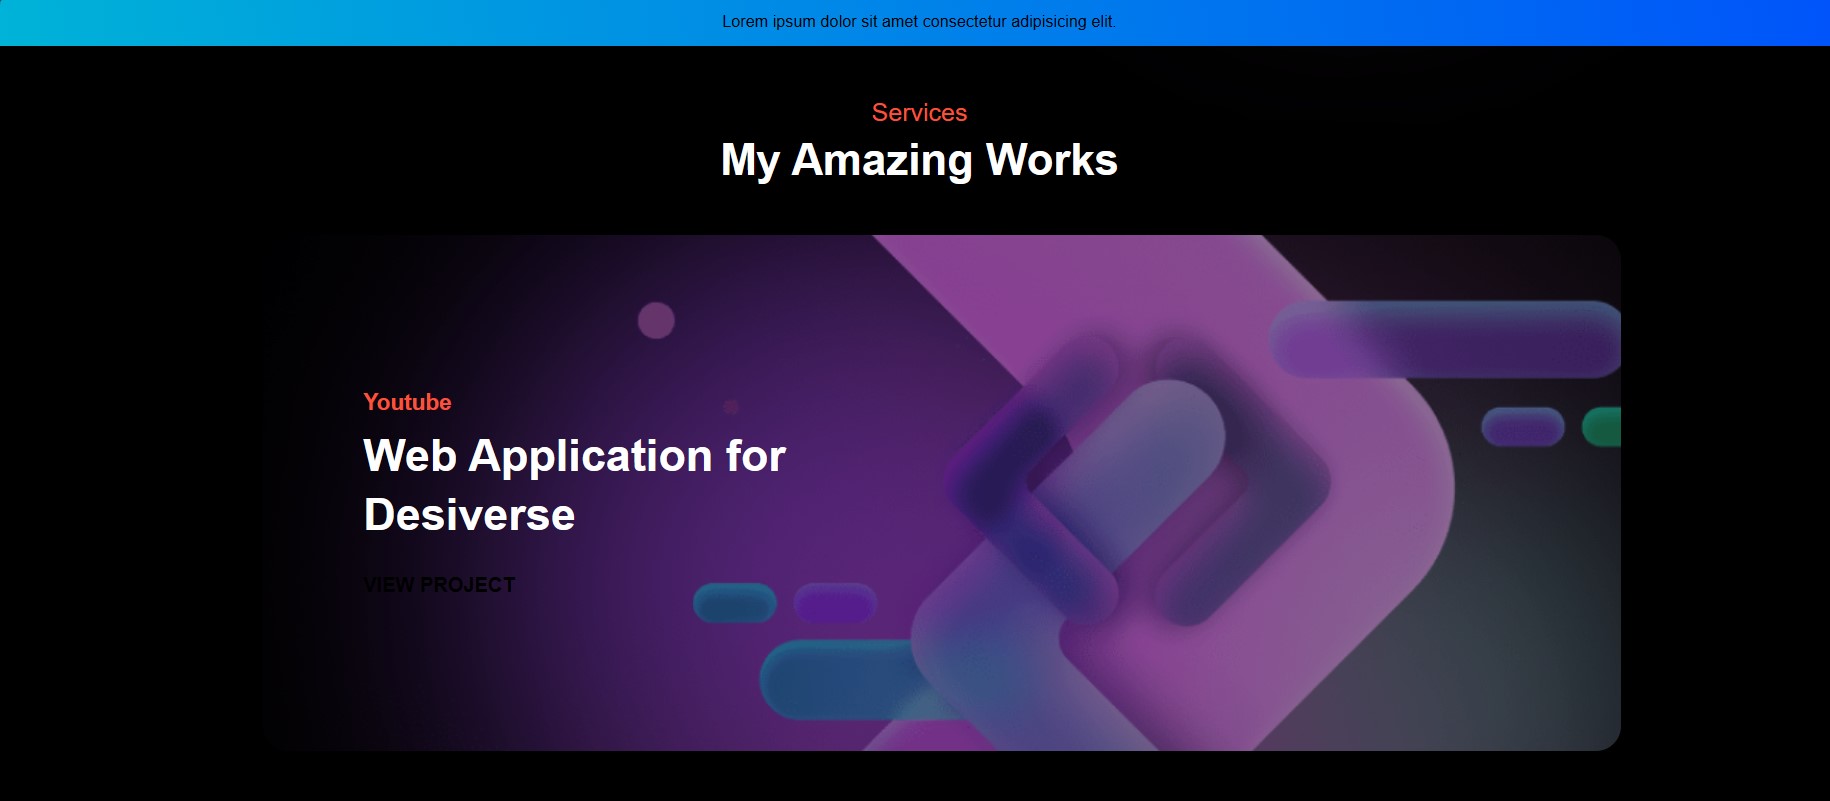 Lorem ipsum dolor sit amet consectetur adipisicing elit.
Services
My Amazing Works
Youtube
Web Application for
Desiverse
VIEW PROJECT